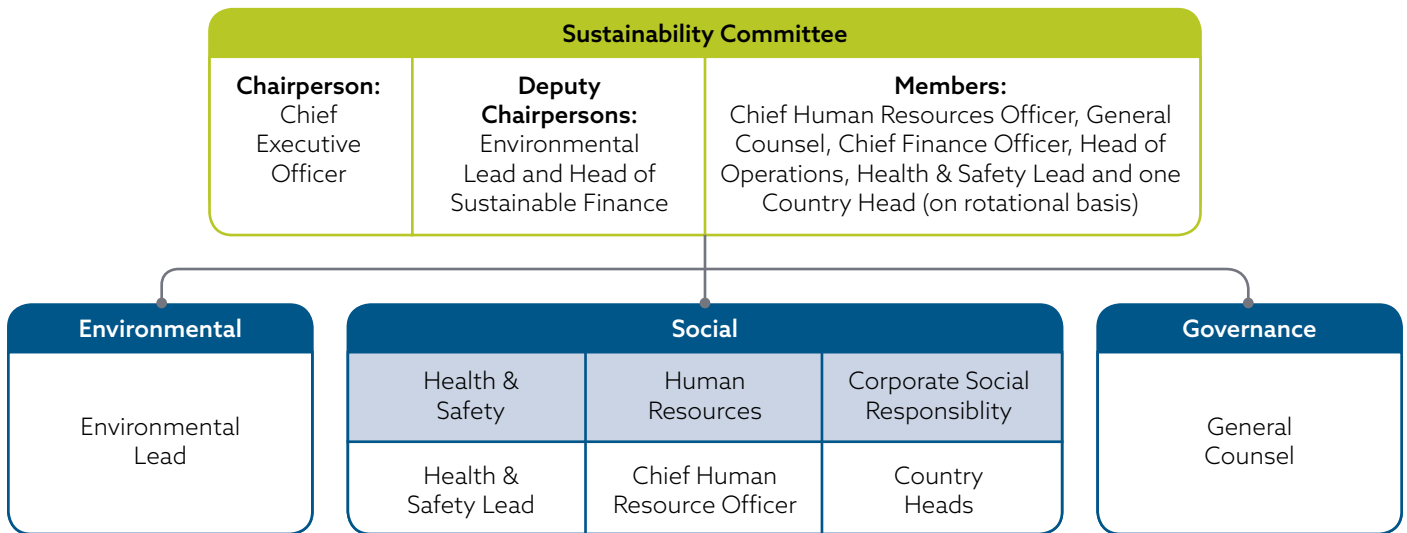 Sustainability Committee
Chairperson:
Chief
Executive
Officer
Deputy
Chairpersons:
Environmental
Lead and Head of
Sustainable Finance
Members:
Chief Human Resources Officer, General
Counsel, Chief Finance Officer, Head of
Operations, Health & Safety Lead and one
Country Head (on rotational basis)
Environmental
Environmental
Lead
Social
Health &
Safety
Human
Resources
Corporate Social
Responsiblity
Health &
Safety Lead
Chief Human
Resource Officer
Country
Heads
Governance
General
Counsel